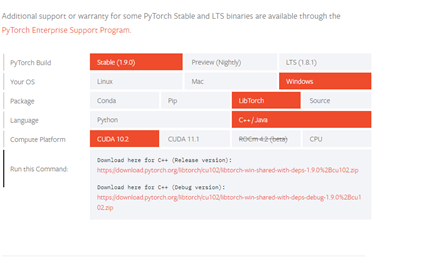 Additional support or warranty for some PyTorch Stable and LTS binaries are available through the
PyTorch Enterprise Support Program.
PyTorch Build Stable (1.9.0) Preview (Nightly) LTS (1.8.1)
Your OS Linux Mac Windows
Package Conda Pip LibTorch Source
Language Python C++ / Java
Compute Platform CUDA 10.2 CUDA 11.1 ROCm 4.2 (beta) CPU
Run this Command:
Download here for C++ (Release version):
https://download.pytorch.org/libtorch/cu102/libtorch-win-shared-with-deps-1.9.0%2Bcu102.zip
Download here for C++ (Debug version):
https://download.pytorch.org/libtorch/cu102/libtorch-win-shared-with-deps-debug-1.9.0%2Bcu1
02.zip